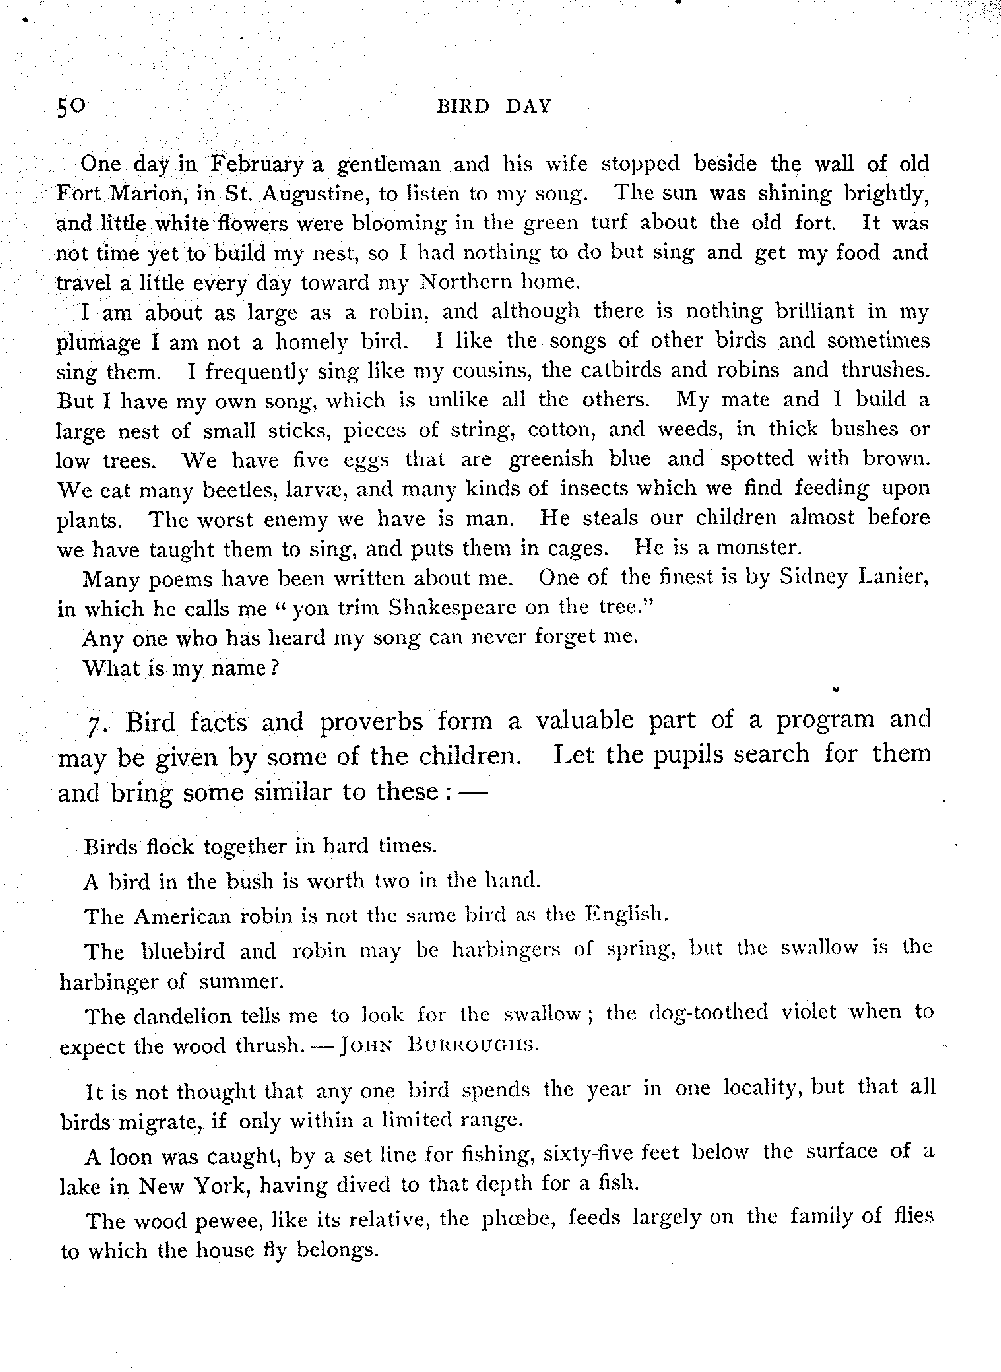 50 BIRD DAY
One day in February a gentleman and his wife stopped beside the wall of old
Fort Marion, in St. Augustine, to listen to my song. The sun was shining brightly,
and little white flowers were blooming in the green turf about the old fort. It was
not time yet to build my nest, so I had nothing to do but sing and get my food and
travel a little every day toward my Northern home.
I am about as large as a robin, and although there is nothing brilliant in my
plumage I am not a homely bird. I like the songs of other birds and sometimes
sing them. I frequently sing like my cousins, the catbirds and robins and thrushes.
But I have my own song, which is unlike all the others. My mate and I build a
large nest of small sticks, pieces of string, cotton, and weeds, in thick bushes or
low trees. We have five eggs that are greenish blue and spotted with brown.
We eat many beetles, larvæ, and many kinds of insects which we find feeding upon
plants. The worst enemy we have is man. He steals our children almost before
we have taught them to sing, and puts them in cages. He is a monster.
Many poems have been written about me. One of the finest is by Sidney Lanier,
in which he calls me “yon trim Shakespeare on the tree.”
Any one who has heard my song can never forget me.
What is my name?
7. Bird facts and proverbs form a valuable part of a program and
may be given by some of the children. Let the pupils search for them
and bring some similar to these : —
Birds flock together in hard times.
A bird in the bush is worth two in the hand.
The American robin is not the same bird as the English.
The bluebird and robin may be harbingers of spring, but the swallow is the
harbinger of summer.
The dandelion tells me to look for the swallow; the dog-toothed violet when to
expect the wood thrush. — JOHN BURROUGHS.
It is not thought that any one bird spends the year in one locality, but that all
birds migrate, if only within a limited range.
A loon was caught, by a set line for fishing, sixty-five feet below the surface of a
lake in New York, having dived to that depth for a fish.
The wood pewee, like its relative, the phœbe, feeds largely on the family of flies
to which the house fly belongs.